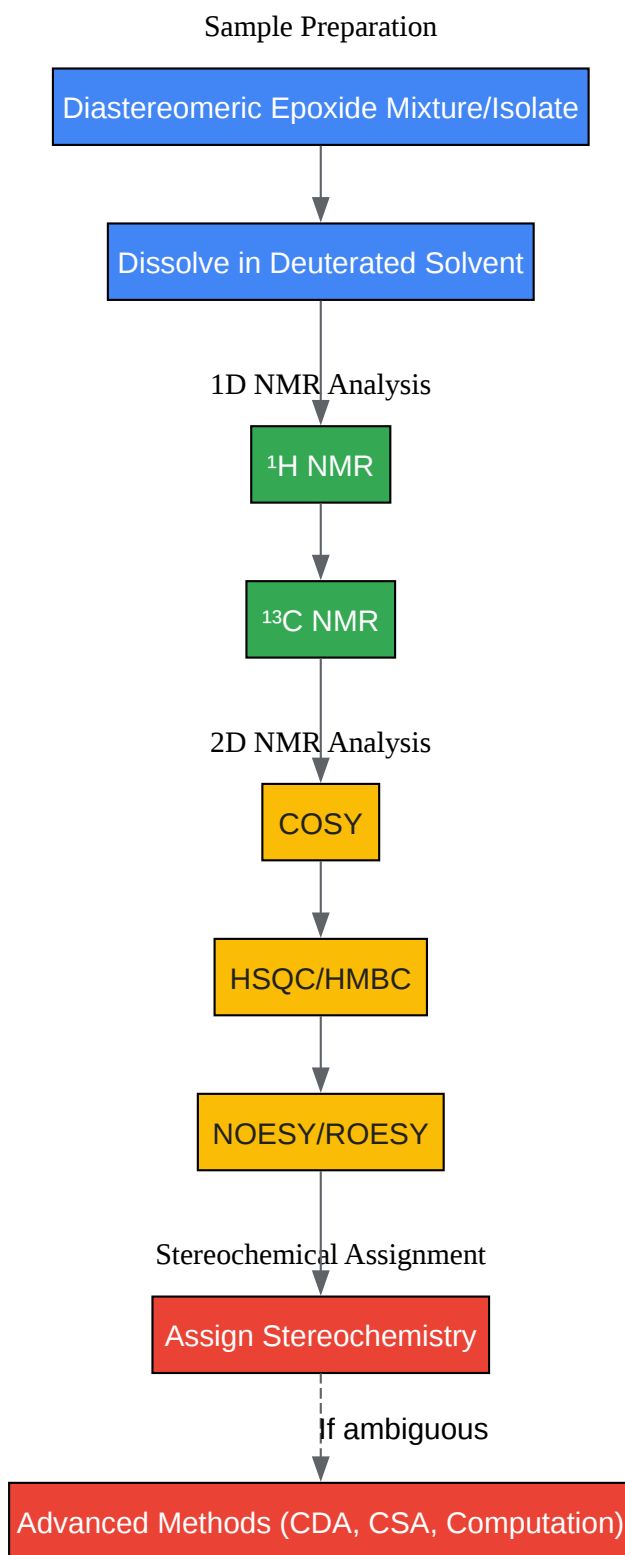 Sample Preparation
Diastereomeric Epoxide Mixture/Isolate
Dissolve in Deuterated Solvent
1D NMR Analysis
¹H NMR
¹³C NMR
2D NMR Analysis
COSY
HSQC/HMBC
NOESY/ROESY
Stereochemical Assignment
Assign Stereochemistry
If ambiguous
Advanced Methods (CDA, CSA, Computation)